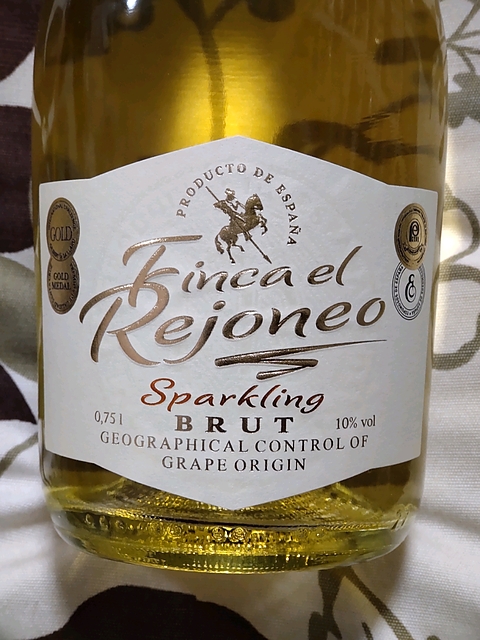 PRODUCTO DE ESPAÑA
GOLD
GOLD
MEDAL
Finca el
Rejoneo
Sparkling
0,75 l
BRUT
10% vol
GEOGRAPHICAL CONTROL OF
GRAPE ORIGIN